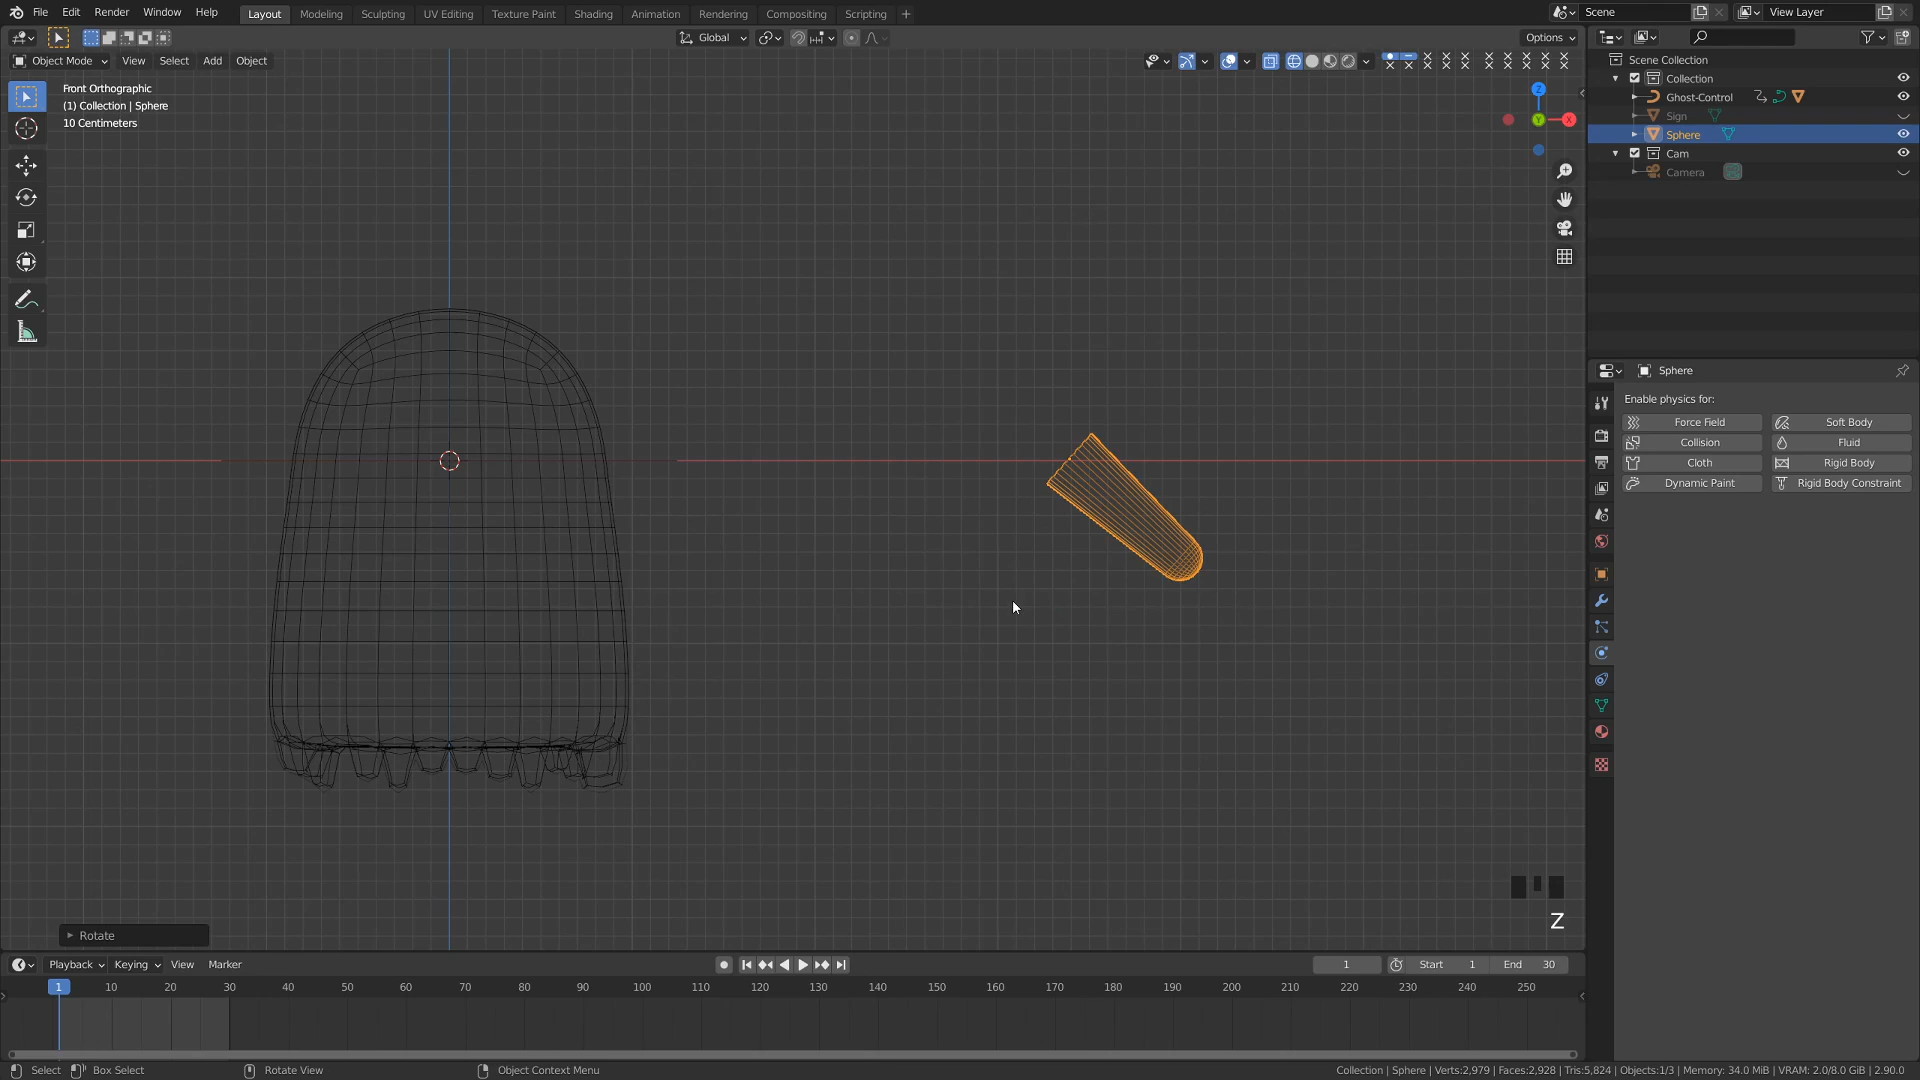 File Edit Render Window Help Layout Modeling Sculpting UV Editing Texture Paint Shading Animation Rendering Compositing Scripting + Scene View Layer
Global Options
Object Mode View Select Add Object
Front Orthographic
(1) Collection | Sphere
10 Centimeters
Z
Y
X
Scene Collection
Collection
Ghost-Control
Sign
Sphere
Cam
Camera
Sphere
Enable physics for:
Force Field Soft Body
Collision Fluid
Cloth Rigid Body
Dynamic Paint Rigid Body Constraint
Z
Rotate
Playback Keying View Marker 1 Start 1 End 30
1 10 20 30 40 50 60 70 80 90 100 110 120 130 140 150 160 170 180 190 200 210 220 230 240 250
Select Box Select Rotate View Object Context Menu Collection | Sphere | Verts:2,979 | Faces:2,928 | Tris:5,824 | Objects:1/3 | Memory: 34.0 MiB | VRAM: 2.0/8.0 GiB | 2.90.0